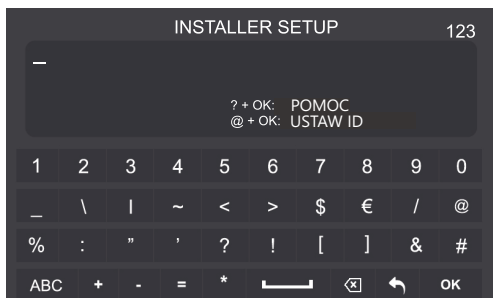 INSTALLER SETUP 123
_
? + OK: POMOC
@ + OK: USTAW ID
1 2 3 4 5 6 7 8 9 0
_ \ | ~ < > $ € / @
% : ” ’ ? ! [ ] & #
ABC + - = * OK